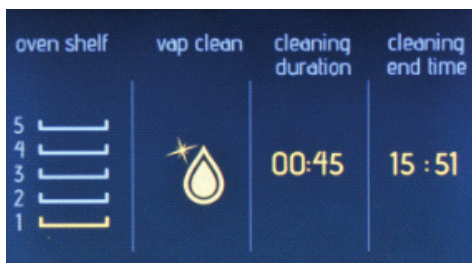 oven shelf
vap clean
cleaning
duration
cleaning
end time
5
4
3
2
1
00:45
15:51